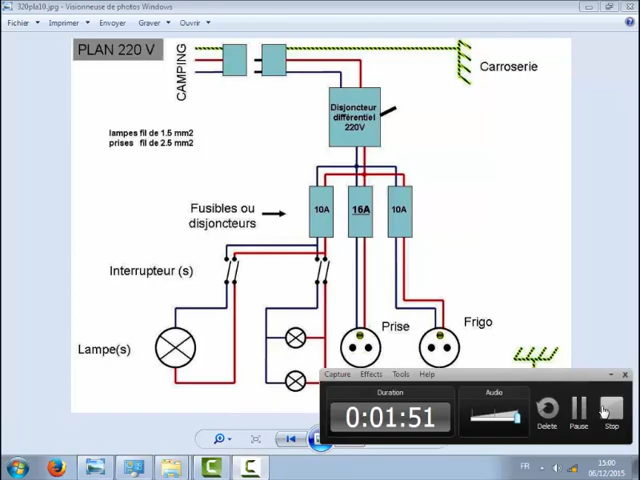 320pla10.jpg - Visionneuse de photos Windows
Fichier Imprimer Envoyer Graver Ouvrir
PLAN 220 V
CAMPING
Carroserie
Disjoncteur
différentiel
220V
lampes fil de 1.5 mm2
prises fil de 2.5 mm2
Fusibles ou
disjoncteurs
10A
16A
10A
Interrupteur (s)
Prise
Frigo
Lampe(s)
Capture Effects Tools Help
Duration
0:01:51
Audio
Delete
Pause
Stop
FR
15:00
06/12/2015